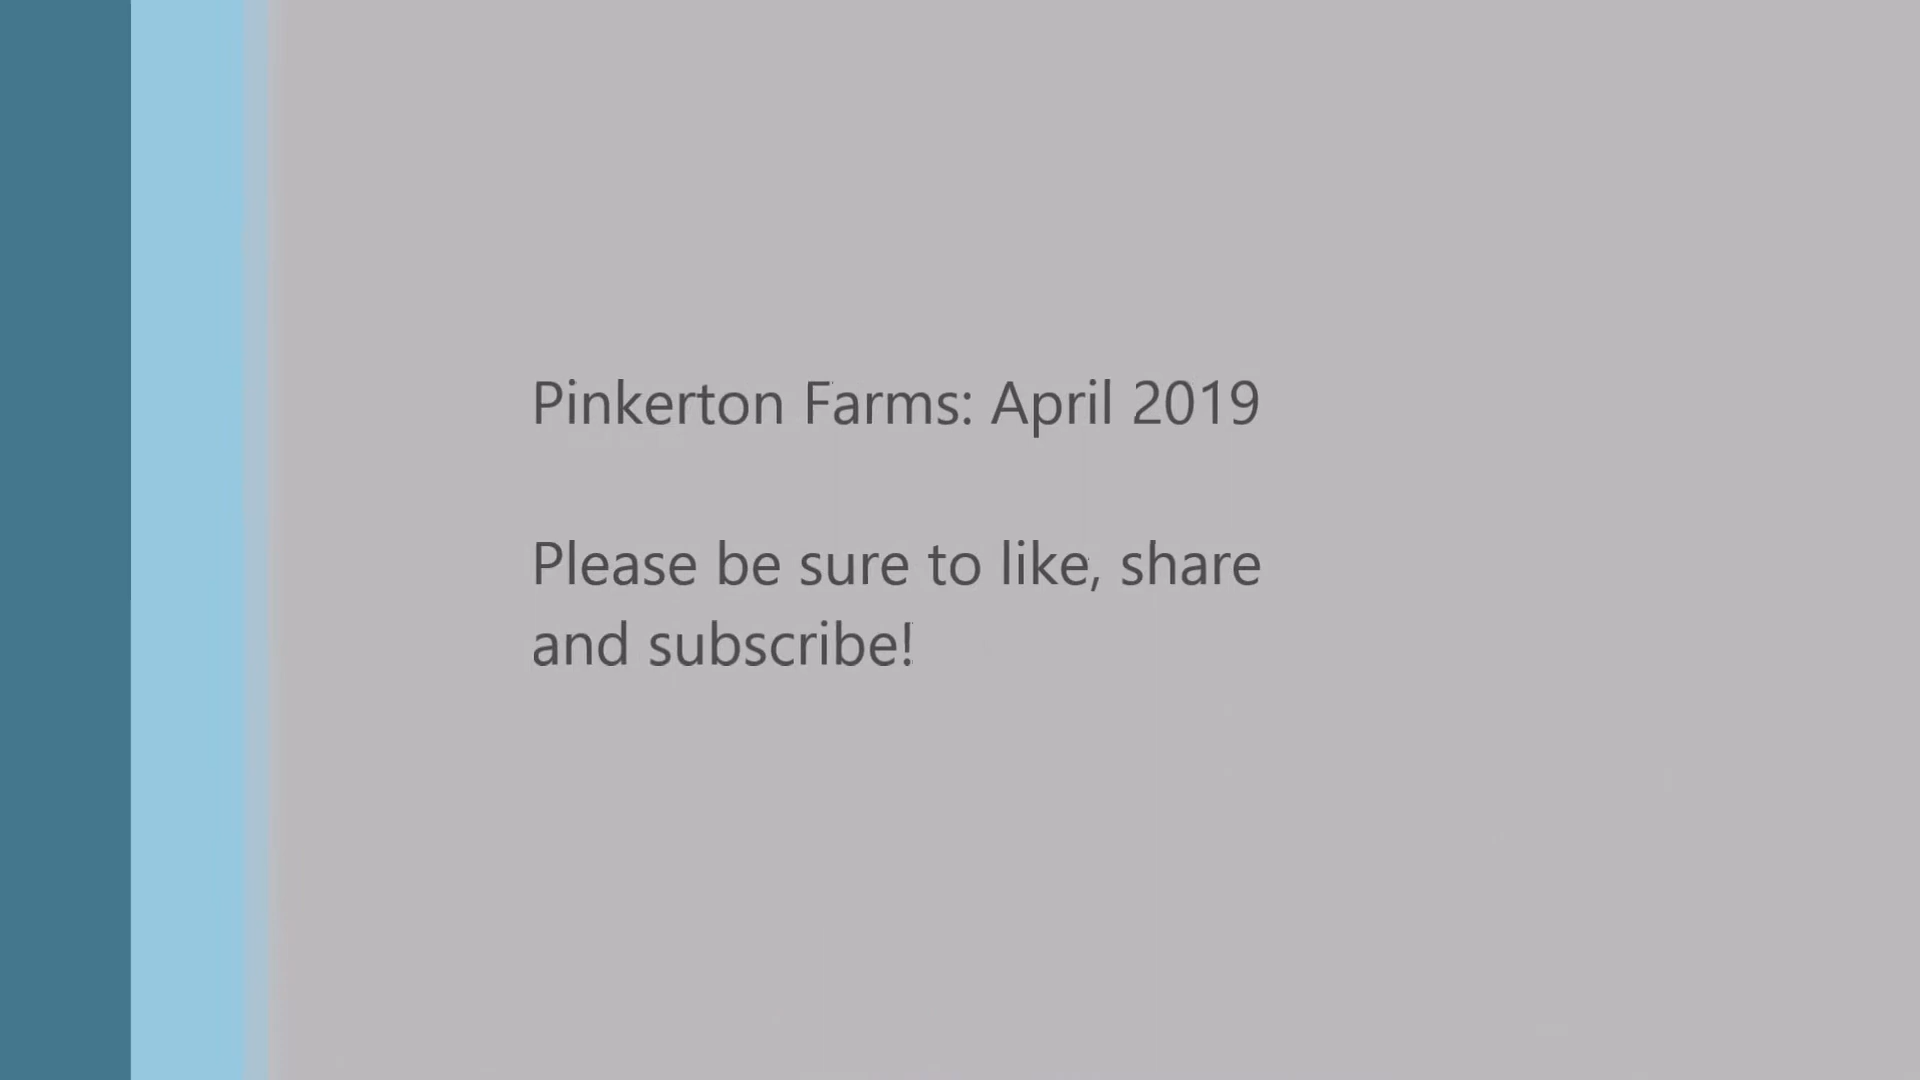 Pinkerton Farms: April 2019
Please be sure to like, share
and subscribe!